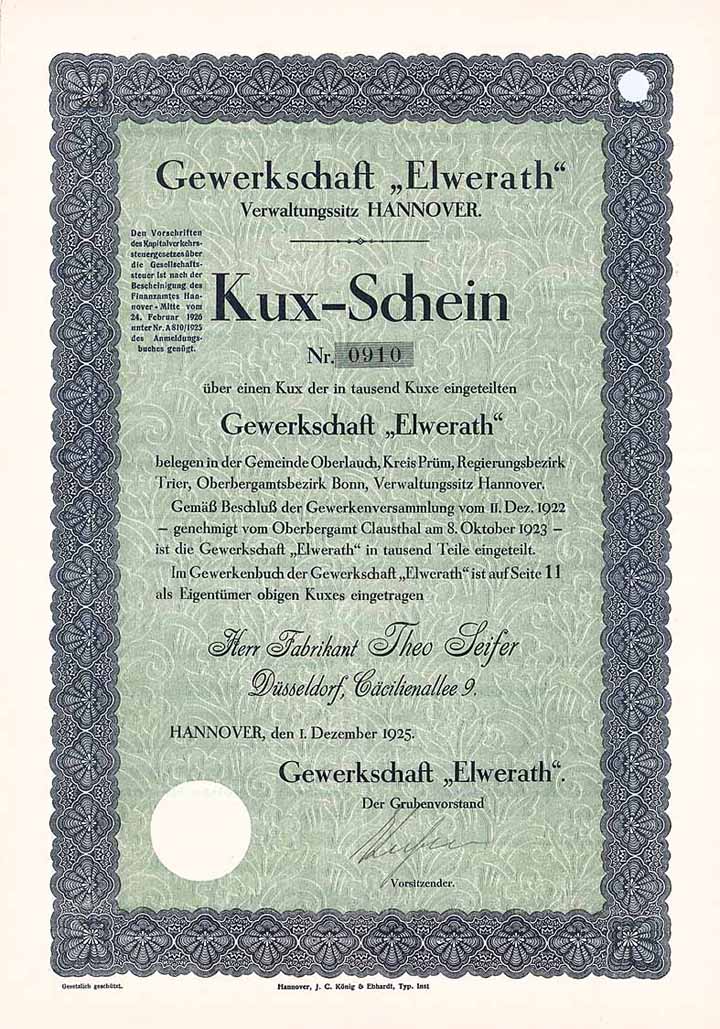 Gewerkschaft „Elwerath“
Verwaltungssitz HANNOVER.
Den Vorschriften
des Kapitalverkehrs-
steuergesetzes über
die Gesellschafts-
steuer ist nach der
Bescheinigung des
Finanzamtes Han-
nover-Mitte vom
24. Februar 1926
unter Nr. A 810/1925
des Anmeldungs-
buches genügt.
Kux-Schein
Nr. 0910
über einen Kux der in tausend Kuxe eingeteilten
Gewerkschaft „Elwerath“
belegen in der Gemeinde Oberlauch, Kreis Prüm, Regierungsbezirk
Trier, Oberbergamtsbezirk Bonn, Verwaltungssitz Hannover.
Gemäß Beschluß der Gewerkenversammlung vom 11. Dez. 1922
— genehmigt vom Oberbergamt Clausthal am 8. Oktober 1923 —
ist die Gewerkschaft „Elwerath“ in tausend Teile eingeteilt.
Im Gewerkenbuch der Gewerkschaft „Elwerath“ ist auf Seite 11
als Eigentümer obigen Kuxes eingetragen
Herr Fabrikant Theo Seifer
Düsseldorf, Cäcilienallee 9.
HANNOVER, den 1. Dezember 1925.
Gewerkschaft „Elwerath“.
Der Grubenvorstand
Vorsitzender.
Gesetzlich geschützt.
Hannover, J. C. König & Ebhardt, Typ. Inst